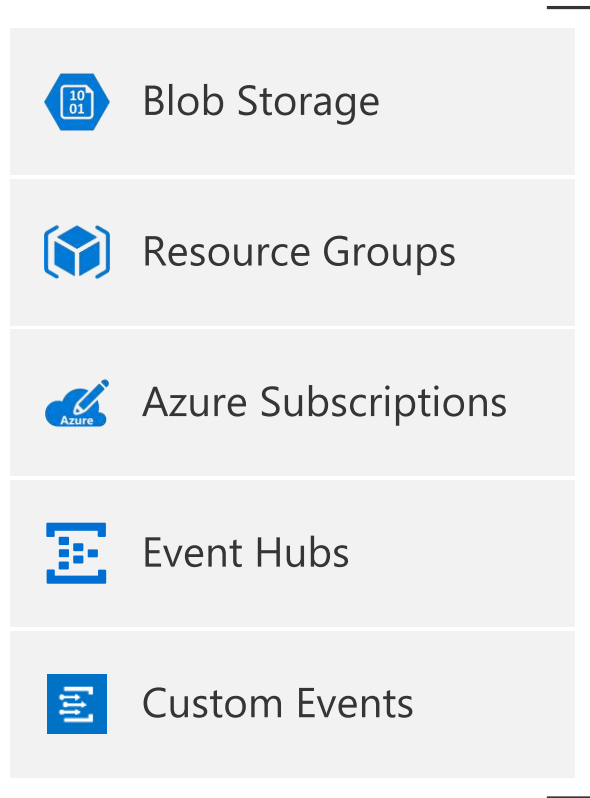 10
01
Blob Storage
Resource Groups
Azure
Azure Subscriptions
Event Hubs
Custom Events